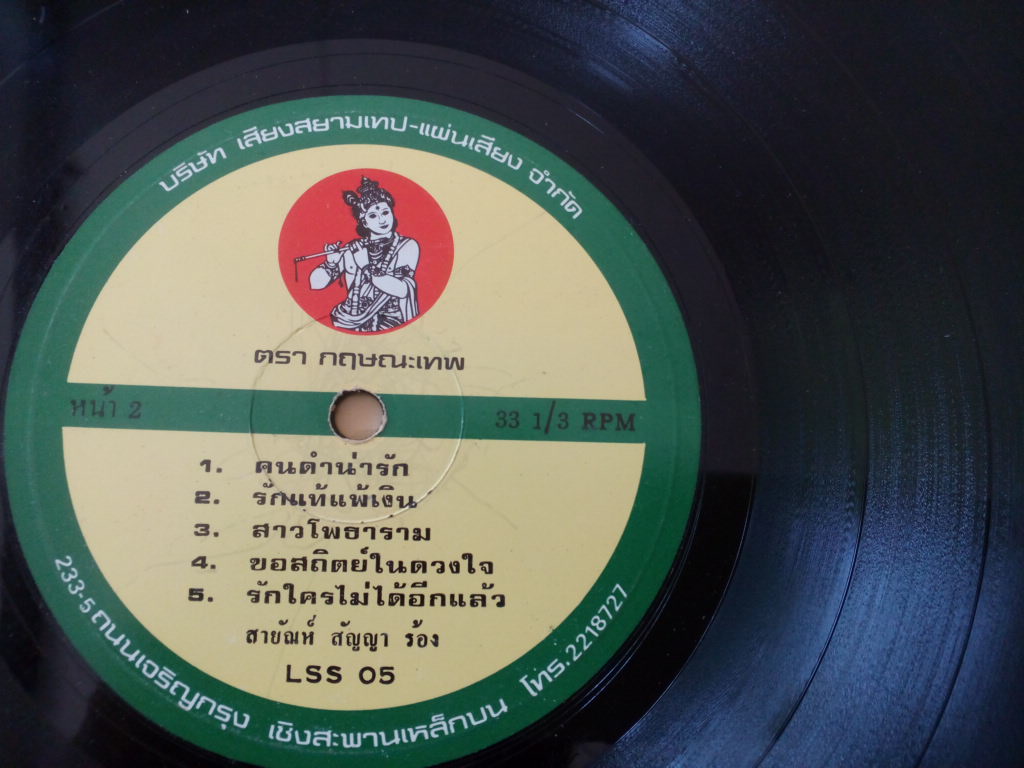 บริษัท เสียงสยามเทป-แผ่นเสียง จำกัด
ตรา กฤษณะเทพ
หน้า 2
33 1/3 RPM
1. คนดำน่ารัก
2. รักแท้แพ้เงิน
3. สาวโพธาราม
4. ขอสถิตย์ในดวงใจ
5. รักใครไม่ได้อีกแล้ว
สายัณห์ สัญญา ร้อง
LSS 05
233-5 ถนนเจริญกรุง เชิงสะพานเหล็กบน โทร.2218727